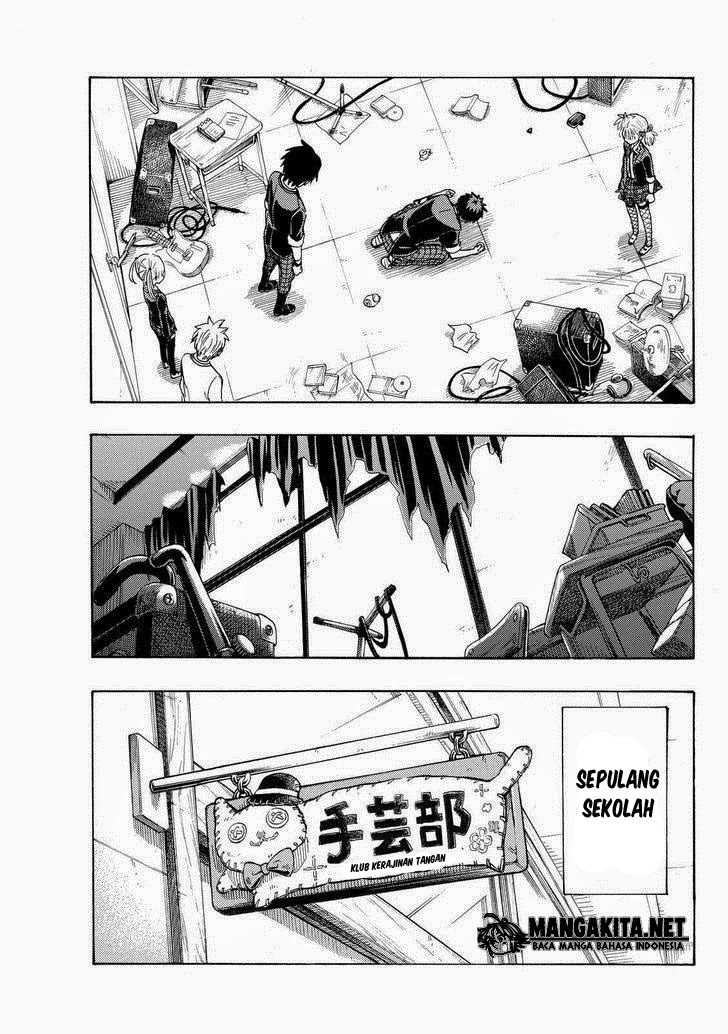 SEPULANG
SEKOLAH
手芸部
KLUB KERAJINAN TANGAN
MANGAKITA.NET
BACA MANGA BAHASA INDONESIA